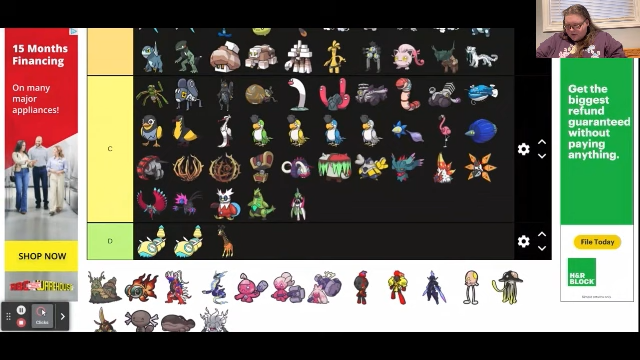 15 Months
Financing
On many
major
appliances!
SHOP NOW
C
D
Get the
biggest
refund
guaranteed
without
paying
anything.
File Today
H&R
BLOCK